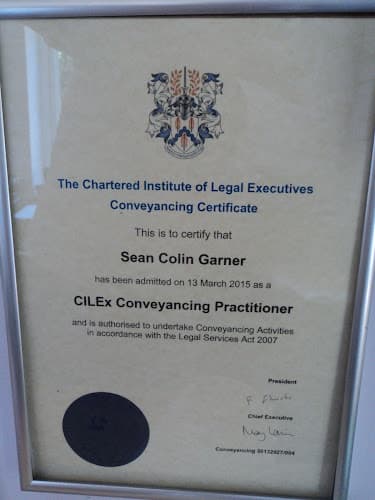 The Chartered Institute of Legal Executives
Conveyancing Certificate
This is to certify that
Sean Colin Garner
has been admitted on 13 March 2015 as a
CILEx Conveyancing Practitioner
and is authorised to undertake Conveyancing Activities
in accordance with the Legal Services Act 2007
President
Chief Executive